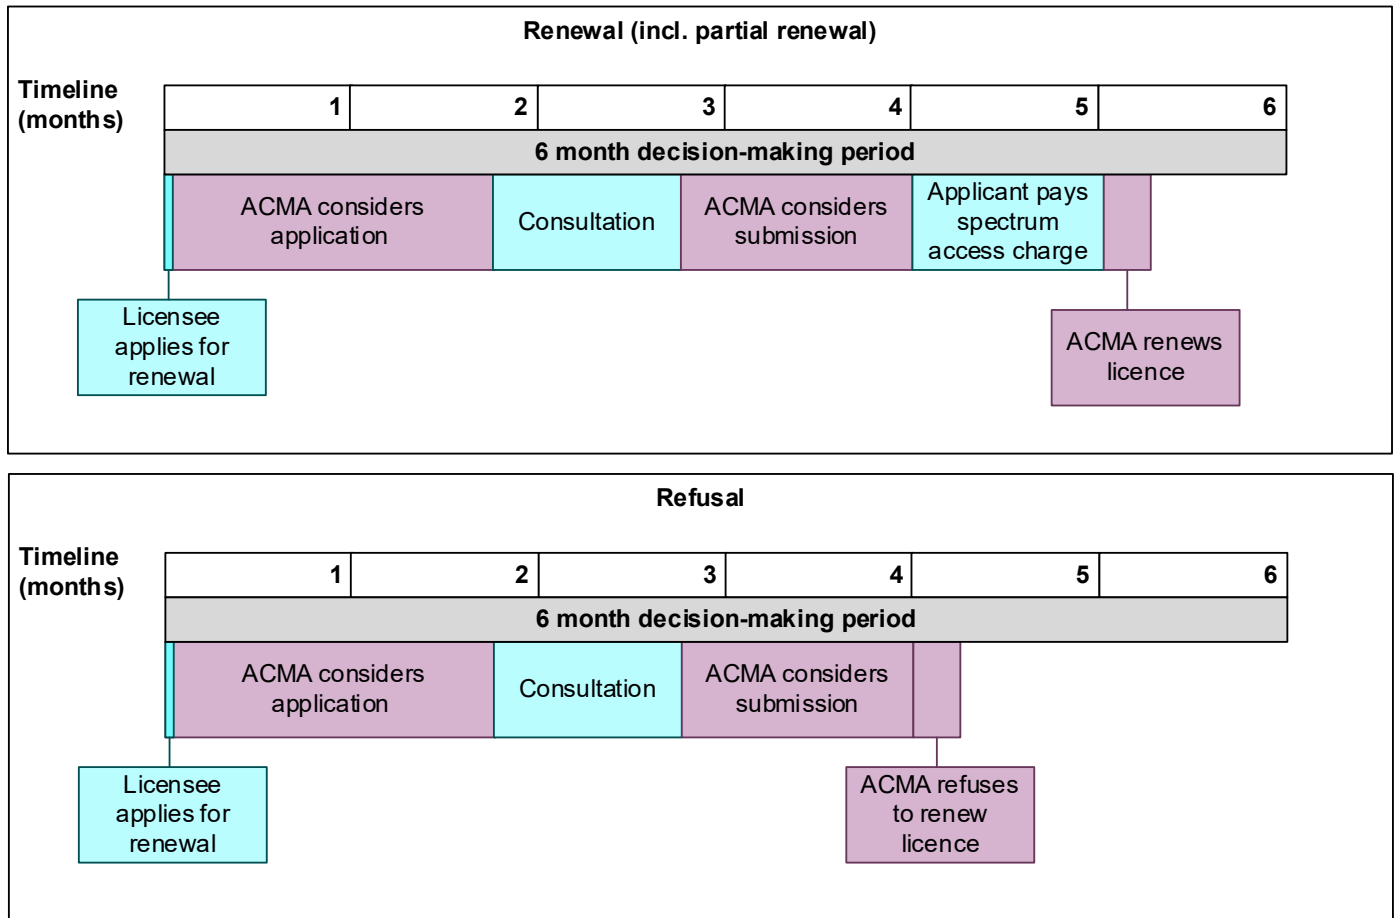 Renewal (incl. partial renewal)
Timeline
(months)
1 2 3 4 5 6
6 month decision-making period
ACMA considers
application
Consultation
ACMA considers
submission
Applicant pays
spectrum
access charge
Licensee
applies for
renewal
ACMA renews
licence
Refusal
Timeline
(months)
1 2 3 4 5 6
6 month decision-making period
ACMA considers
application
Consultation
ACMA considers
submission
Licensee
applies for
renewal
ACMA refuses
to renew
licence